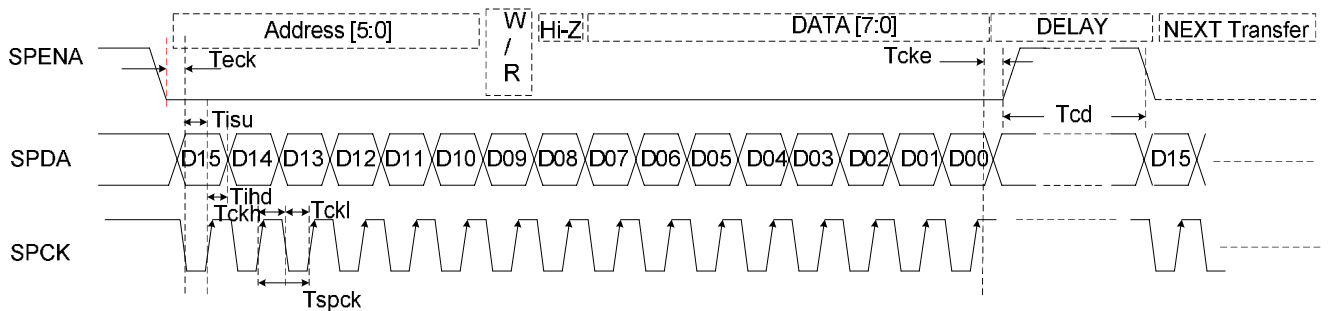 Address [5:0]
W / R
Hi-Z
DATA [7:0]
DELAY
NEXT Transfer
SPENA
Teck
Tcke
Tcd
Tisu
SPDA
D15 D14 D13 D12 D11 D10 D09 D08 D07 D06 D05 D04 D03 D02 D01 D00 D15
Tihd
Tckh
Tckl
SPCK
Tspck